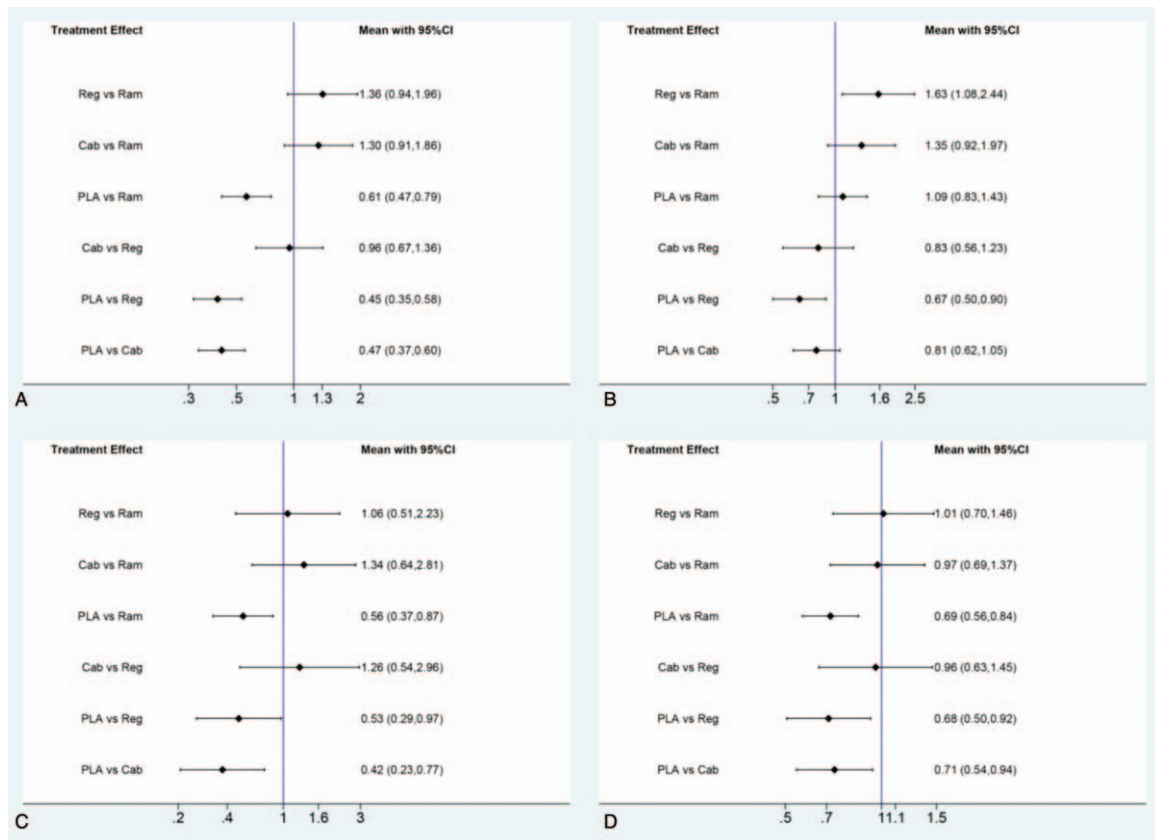 Treatment Effect Mean with 95%CI
Reg vs Ram 1.36 (0.94,1.96)
Cab vs Ram 1.30 (0.91,1.86)
PLA vs Ram 0.61 (0.47,0.79)
Cab vs Reg 0.96 (0.67,1.36)
PLA vs Reg 0.45 (0.35,0.58)
PLA vs Cab 0.47 (0.37,0.60)
.3 .5 1 1.3 2
A
Treatment Effect Mean with 95%CI
Reg vs Ram 1.63 (1.08,2.44)
Cab vs Ram 1.35 (0.92,1.97)
PLA vs Ram 1.09 (0.83,1.43)
Cab vs Reg 0.83 (0.56,1.23)
PLA vs Reg 0.67 (0.50,0.90)
PLA vs Cab 0.81 (0.62,1.05)
.5 .7 1 1.6 2.5
B
Treatment Effect Mean with 95%CI
Reg vs Ram 1.06 (0.51,2.23)
Cab vs Ram 1.34 (0.64,2.81)
PLA vs Ram 0.56 (0.37,0.87)
Cab vs Reg 1.26 (0.54,2.96)
PLA vs Reg 0.53 (0.29,0.97)
PLA vs Cab 0.42 (0.23,0.77)
.2 .4 1 1.6 3
C
Treatment Effect Mean with 95%CI
Reg vs Ram 1.01 (0.70,1.46)
Cab vs Ram 0.97 (0.69,1.37)
PLA vs Ram 0.69 (0.56,0.84)
Cab vs Reg 0.96 (0.63,1.45)
PLA vs Reg 0.68 (0.50,0.92)
PLA vs Cab 0.71 (0.54,0.94)
.5 .7 11.1 1.5
D